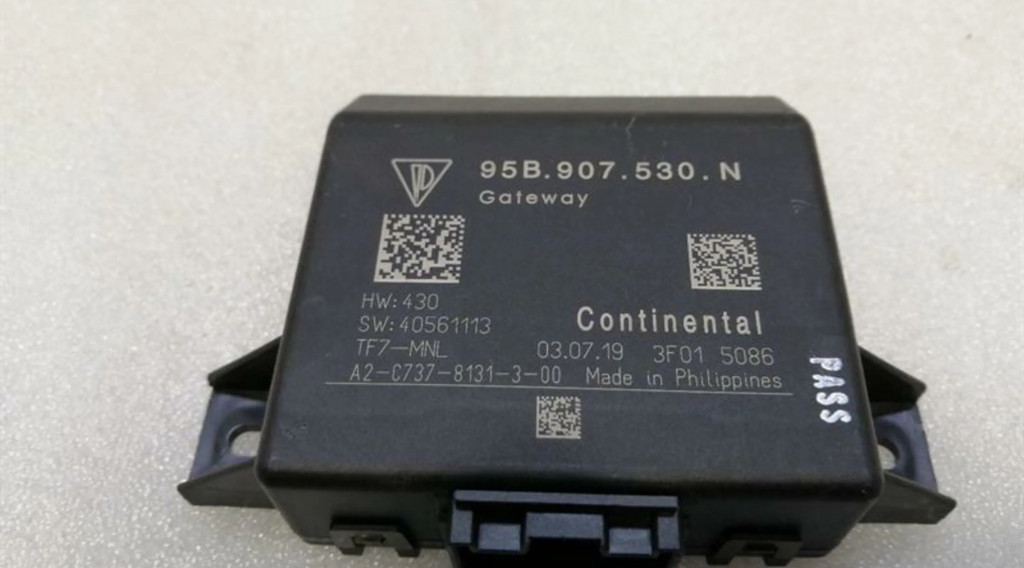 95B.907.530.N
Gateway
HW:430
SW:40561113
Continental
TF7-MNL
03.07.19 3F01 5086
A2-C737-8131-3-00 Made in Philippines
PASS